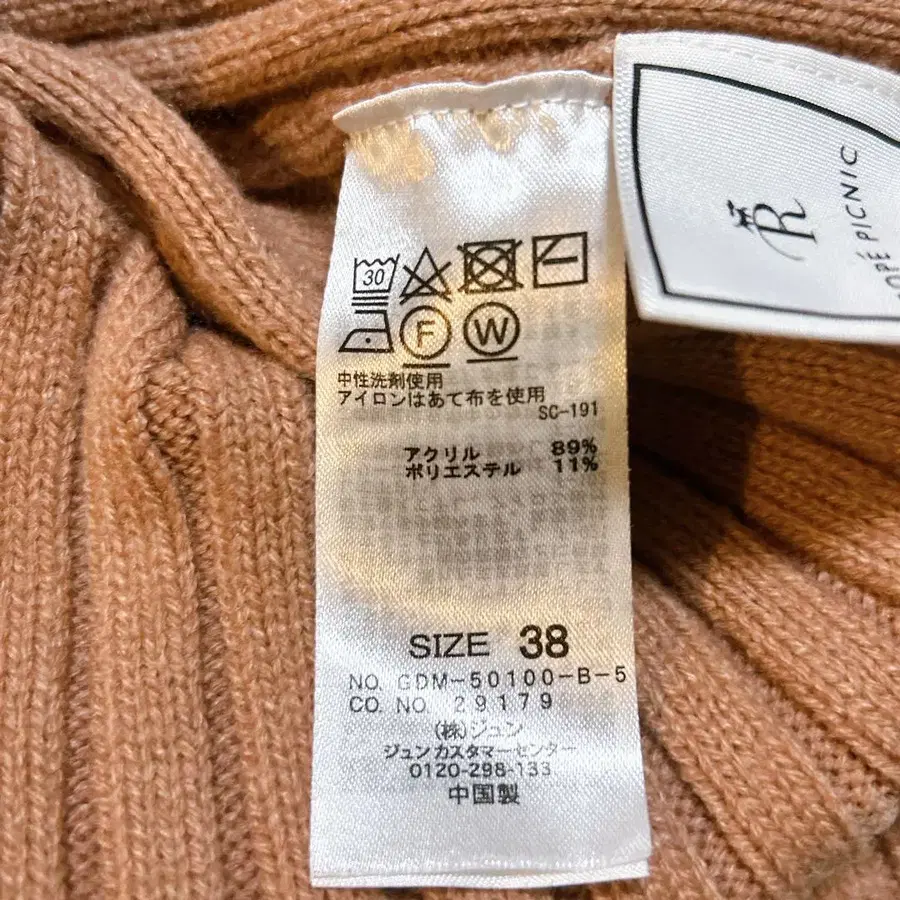 30
F W
中性洗剤使用
アイロンはあて布を使用
SC-191
アクリル 89%
ポリエステル 11%
SIZE 38
NO. GDM-50100-B-5
CO. NO. 29179
(株)ジュン
ジュンカスタマーセンター
0120-298-133
中国製
R
OPÉ PICNIC